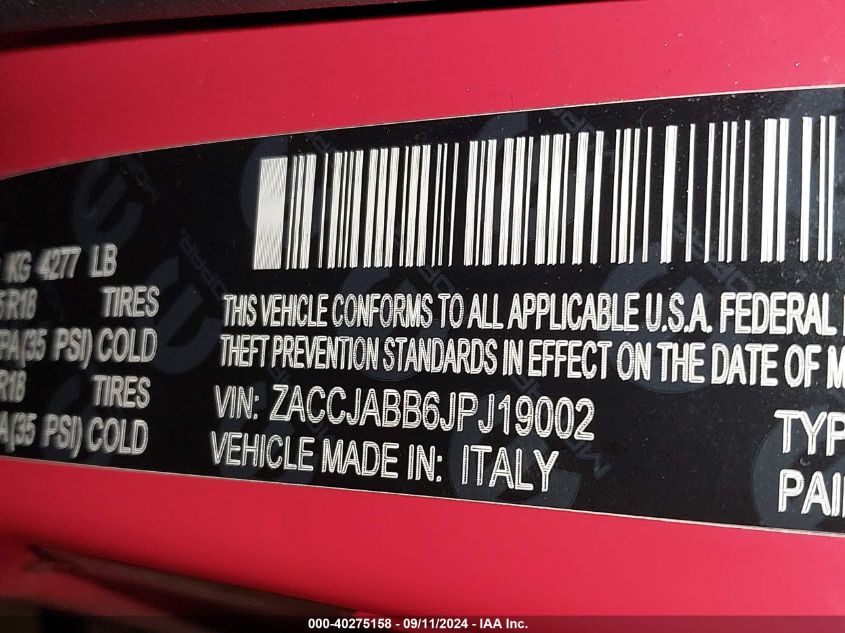 KG 4277 LB
R18 TIRES
PA(35 PSI) COLD
R18 TIRES
A(35 PSI) COLD
THIS VEHICLE CONFORMS TO ALL APPLICABLE U.S.A. FEDERAL
THEFT PREVENTION STANDARDS IN EFFECT ON THE DATE OF M
VIN: ZACCJABB6JPJ19002
VEHICLE MADE IN: ITALY
TYP
PAI
MOPAR
000-40275158 - 09/11/2024 - IAA Inc.